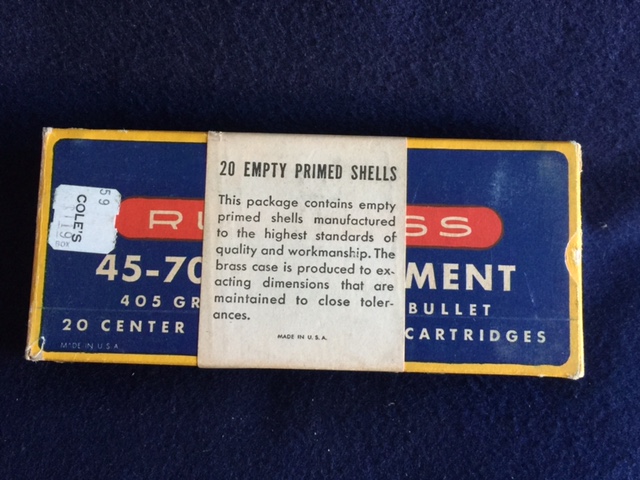 20 EMPTY PRIMED SHELLS
This package contains empty
primed shells manufactured
to the highest standards of
quality and workmanship. The
brass case is produced to ex-
acting dimensions that are
maintained to close toler-
ances.
MADE IN U.S.A.
59
COLE'S
RU SS
45-70 MENT
405 GR BULLET
20 CENTER CARTRIDGES
MADE IN U.S.A.